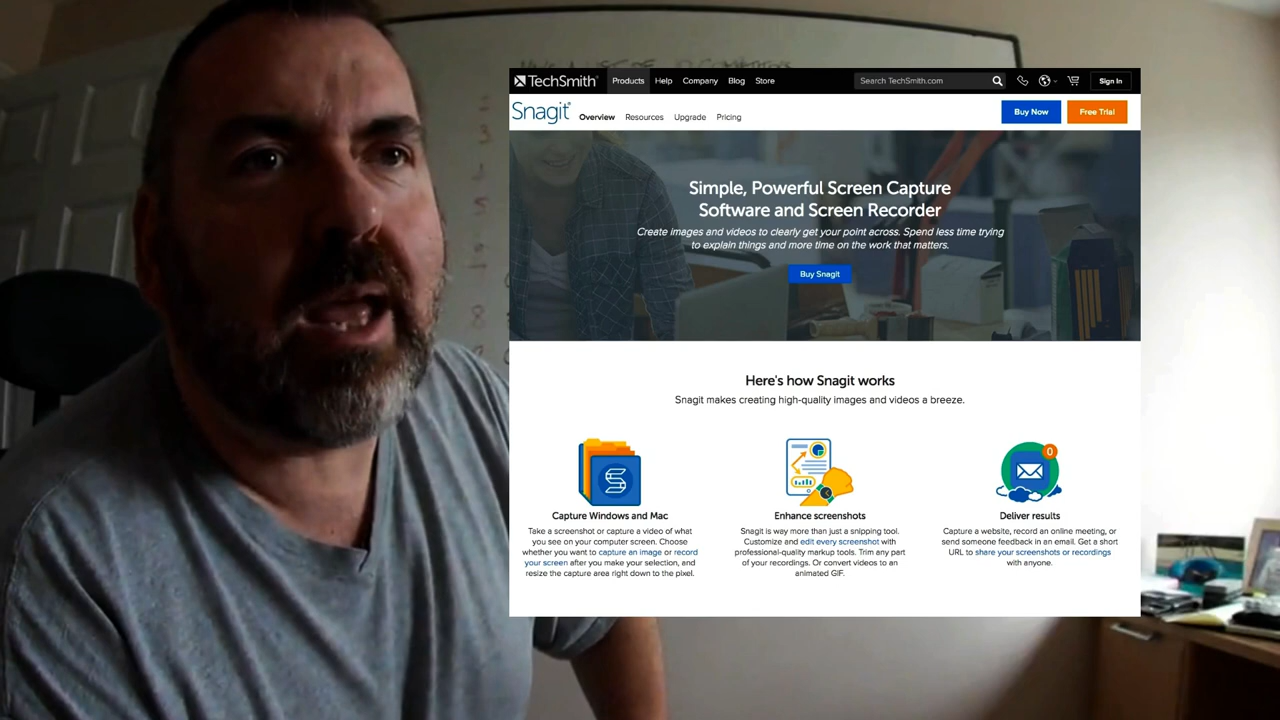 TechSmith
Products
Help
Company
Blog
Store
Search TechSmith.com
Sign In
Snagit
Overview
Resources
Upgrade
Pricing
Buy Now
Free Trial
Simple, Powerful Screen Capture
Software and Screen Recorder
Create images and videos to clearly get your point across. Spend less time trying
to explain things and more time on the work that matters.
Buy Snagit
Here's how Snagit works
Snagit makes creating high-quality images and videos a breeze.
Capture Windows and Mac
Take a screenshot or capture a video of what
you see on your computer screen. Choose
whether you want to capture an image or record
your screen after you make your selection, and
resize the capture area right down to the pixel.
Enhance screenshots
Snagit is way more than just a snipping tool.
Customize and edit every screenshot with
professional-quality markup tools. Trim any part
of your recordings. Or convert videos to an
animated GIF.
0
Deliver results
Capture a website, record an online meeting, or
send someone feedback in an email. Get a short
URL to share your screenshots or recordings
with anyone.